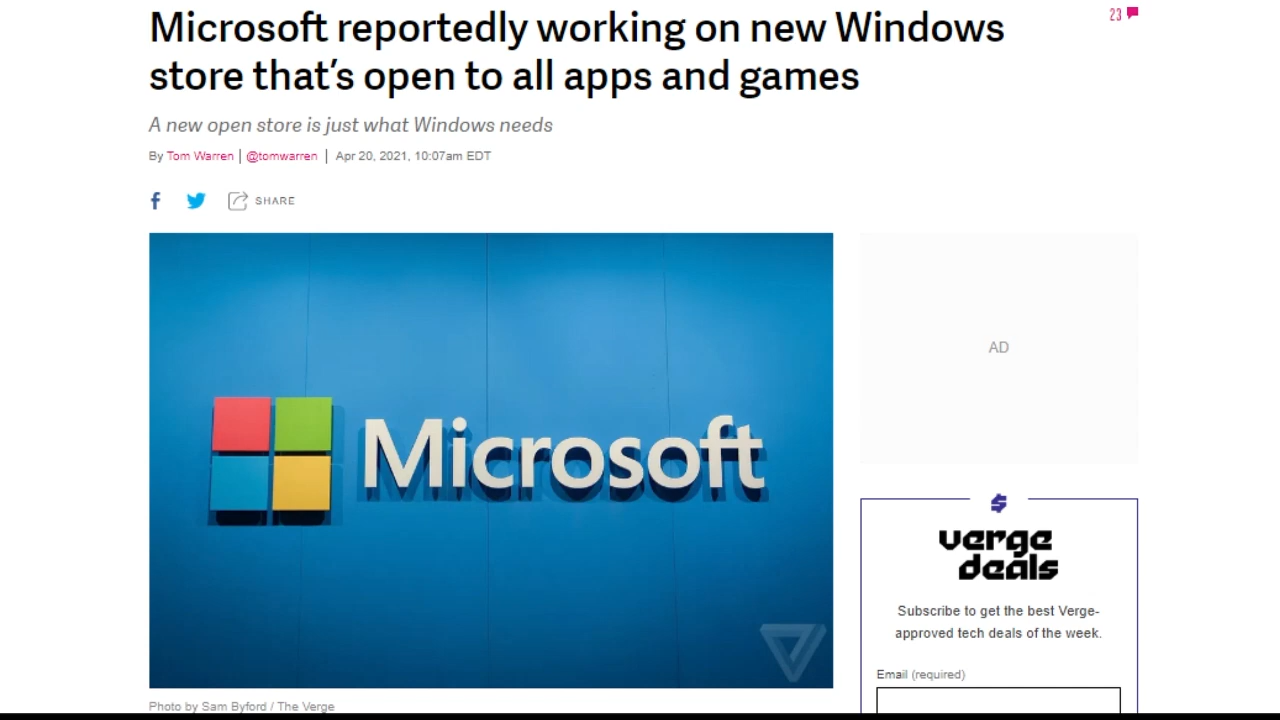 Microsoft reportedly working on new Windows
store that's open to all apps and games
23
A new open store is just what Windows needs
By Tom Warren | @tomwarren | Apr 20, 2021, 10:07am EDT
f
SHARE
Microsoft
AD
$
verge
deals
Subscribe to get the best Verge-
approved tech deals of the week.
Email (required)
Photo by Sam Byford / The Verge